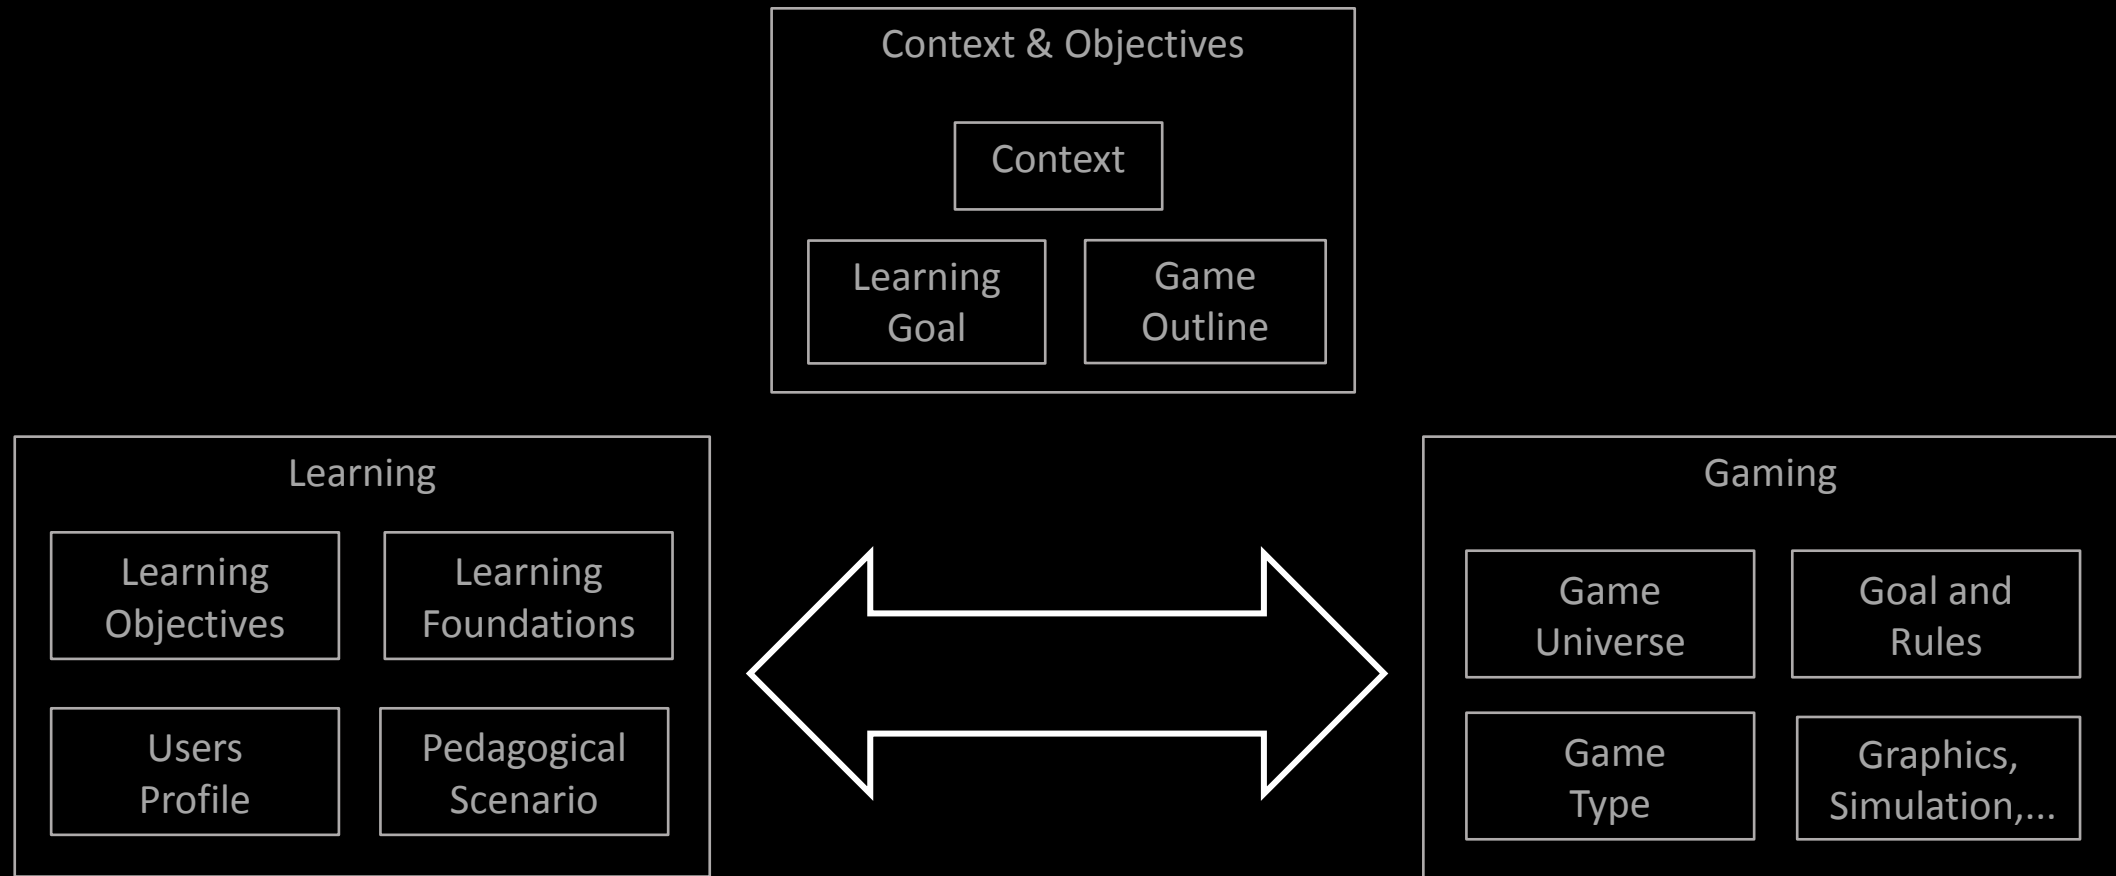 Context & Objectives
Context
Learning
Goal
Game
Outline
Learning
Learning
Objectives
Learning
Foundations
Users
Profile
Pedagogical
Scenario
Gaming
Game
Universe
Goal and
Rules
Game
Type
Graphics,
Simulation,...